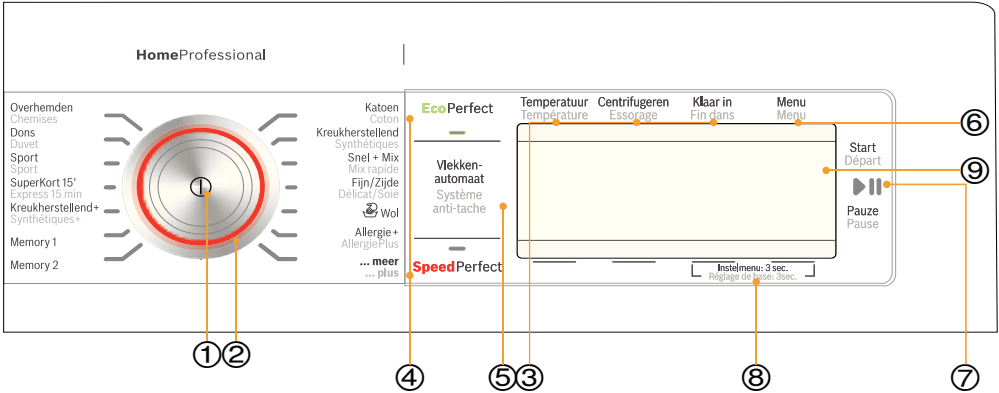 HomeProfessional
Overhemden
Chemises
Dons
Duvet
Sport
Sport
SuperKort 15'
Express 15 min
Kreukherstellend+
Synthétiques+
Memory 1
Memory 2
Katoen
Coton
Kreukherstellend
Synthétiques
Snel + Mix
Mix rapide
Fijn/Zijde
Délicat/Soie
Wol
Allergie+
AllergiePlus
... meer
... plus
EcoPerfect
Vlekken-
automaat
Système
anti-tache
SpeedPerfect
Temperatuur
Température
Centrifugeren
Essorage
Klaar in
Fin dans
Menu
Menu
Instelmenu: 3 sec.
Réglage de base: 3sec.
Start
Départ
Pauze
Pause
⑥
⑨
① ② ④ ⑤ ③ ⑧ ⑦